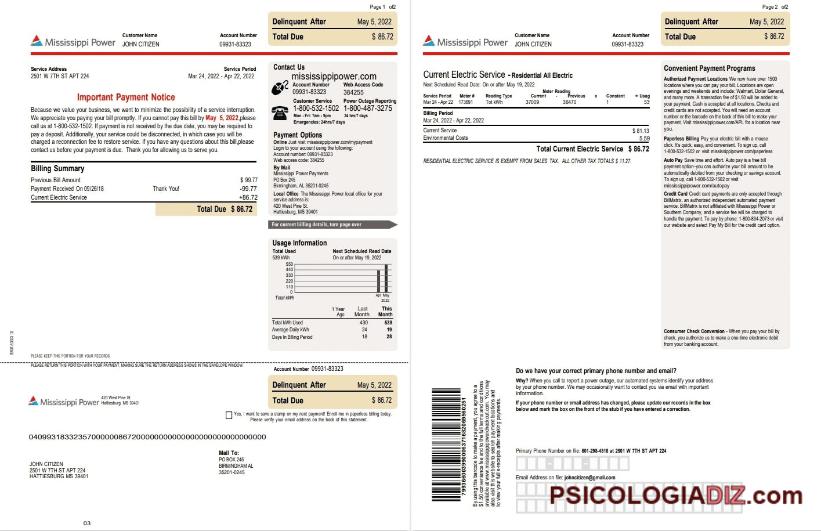 Page 1 of2
Delinquent After May 5, 2022
Total Due $ 86.72
Mississippi Power
Customer Name
JOHN CITIZEN
Account Number
09931-83323
Service Address
2501 W 7TH ST APT 224
Service Period
Mar 24, 2022 - Apr 22, 2022
Important Payment Notice
Because we value your business, we want to minimize the possibility of a service interruption.
We appreciate you paying your bill promptly. If you cannot pay this bill by May 5, 2022, please
call us at 1-800-532-1502. If payment is not received by the due date, you may be required to
pay a deposit. Additionally, your service could be disconnected, in which case you will be
charged a reconnection fee to restore service. If you have any questions about this bill, please
contact us before your payment is due. Thank you for allowing us to serve you.
Billing Summary
Previous Bill Amount $ 99.77
Payment Received On 05/26/18 Thank You! -99.77
Current Electric Service +86.72
Total Due $ 86.72
Contact Us
mississippipower.com
Account Number Web Access Code
09931-83323 384255
Customer Service Power Outage Reporting
1-800-532-1502 1-800-487-3275
Mon - Fri: 7am - 9pm 24 hrs/7 days
Emergencies: 24hrs/7 days
Payment Options
Online Just visit mississippipower.com/mypayment
Login to your account using the following:
Account number: 09931-83323
Web access code: 384255
By Mail
Mississippi Power Payments
PO Box 245
Birmingham, AL 35201-0245
Local Office The Mississippi Power local office for your
service address is:
420 West Pine St.
Hattiesburg, MS 39401
For current billing details, turn page over
Usage Information
Total Used Next Scheduled Read Date
539 kWh On or after May 19, 2022
Total kWh
Apr May
2022
1 Year Ago Last Month This Month
Total kWh Used 430 539
Average Daily kWh 24 19
Days In Billing Period 18 28
PLEASE KEEP THIS PORTION FOR YOUR RECORDS.
PLEASE RETURN THIS PORTION WITH YOUR PAYMENT, MAKING SURE THE RETURN ADDRESS SHOWS IN THE ENVELOPE WINDOW.
Account Number 09931-83323
Mississippi Power
420 West Pine St
Hattiesburg, MS 39401
Delinquent After May 5, 2022
Total Due $ 86.72
Yes, I want to save a stamp on my next payment! Enroll me in paperless billing today.
Please verify your email address on the back of this statement.
JOHN CITIZEN
2501 W 7TH ST APT 224
HATTIESBURG MS 39401
Mail To:
PO BOX 245
BIRMINGHAM AL
35201-0245
03
Page 2 of2
Delinquent After May 5, 2022
Total Due $ 86.72
Mississippi Power
Customer Name
JOHN CITIZEN
Account Number
09931-83323
Current Electric Service - Residential All Electric
Next Scheduled Read Date: On or after May 19, 2022
Meter Reading
Service Period Meter # Reading Type Current - Previous x Constant = Usage
Mar 24 - Apr 22 Tot kWh 1
Billing Period
Mar 24, 2022 - Apr 22, 2022
Current Service $ 81.13
Environmental Costs 5.59
Total Current Electric Service $ 86.72
RESIDENTIAL ELECTRIC SERVICE IS EXEMPT FROM SALES TAX. ALL OTHER TAX TOTALS $ 11.27.
Convenient Payment Programs
Authorized Payment Locations We now have over 1900
locations where you can pay your bill. Locations are open
evenings and weekends and include: Walmart, Dollar General,
and many more. A transaction fee of $1.50 will be added to
your payment. Cash is accepted at all locations. Checks and
credit cards are not accepted. You will need an account
number or the barcode on the back of this bill to make your
payment.
Paperless Billing Pay your electric bill with a mouse
click. It's quick, easy, and convenient. To sign up, call
1-800-532-1502 or visit mississippipower.com/paperless
Auto Pay Save time and effort. Auto pay is a free bill
payment option—you can authorize your bill amount to be
automatically debited from your checking or savings account.
To sign up, call 1-800-532-1502 or visit
mississippipower.com/autopay
Credit Card Credit card payments are only accepted through
BillMatrix, an authorized independent automated payment
service. BillMatrix is not affiliated with Mississippi Power or
Southern Company, and a service fee will be charged to
handle the payment. To pay by phone: 1-800-834-2073 or visit
our website and select Pay My Bill for the credit card option.
Consumer Check Conversion - When you pay your bill by
check, you authorize us to make a one time electronic debit
from your banking account.
Do we have your correct primary phone number and email?
Why? When you call to report a power outage, our automated systems identify your address
by your phone number. We may occasionally want to contact you via email with important
information.
If your phone number or email address has changed, please update our records in the box
below and mark the box on the front of the stub if you have entered a correction.
Primary Phone Number on file: 601-298-4518 at 2501 W 7TH ST APT 224
Email Address on file: johncitizen@gmail.com
PSICOLOGIADIZ.com